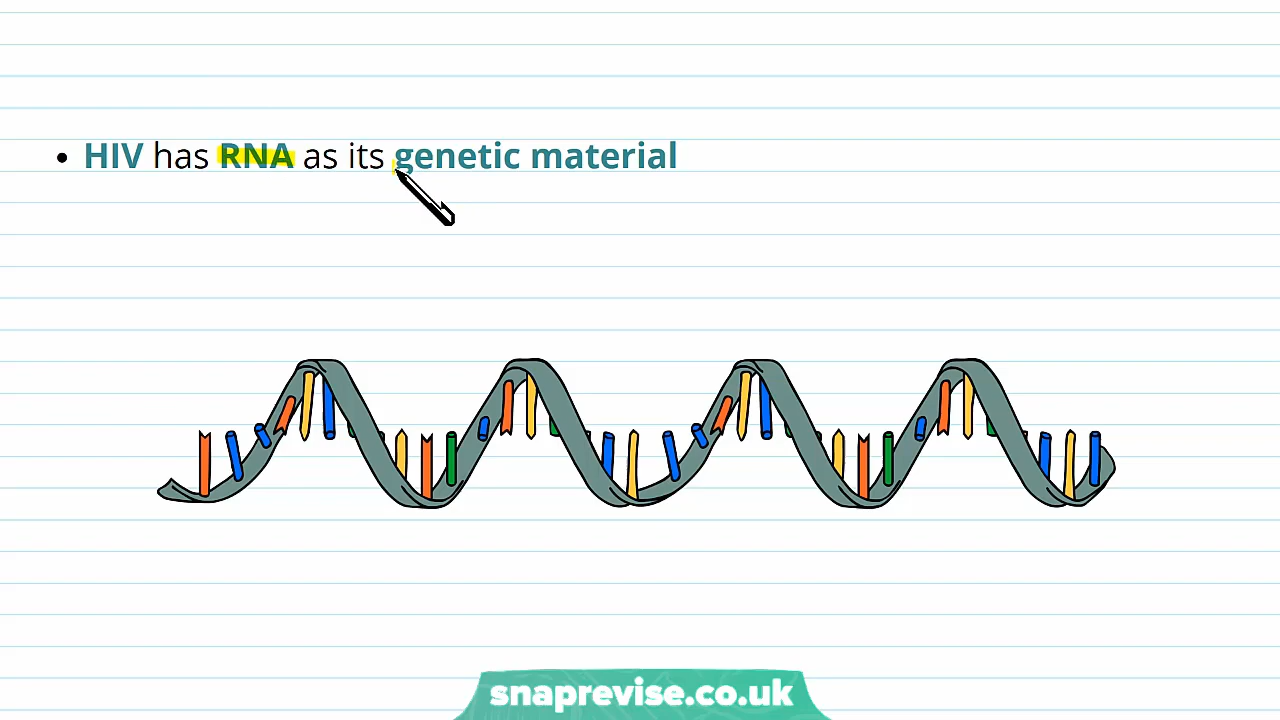 • HIV has RNA as its genetic material
snaprevise.co.uk